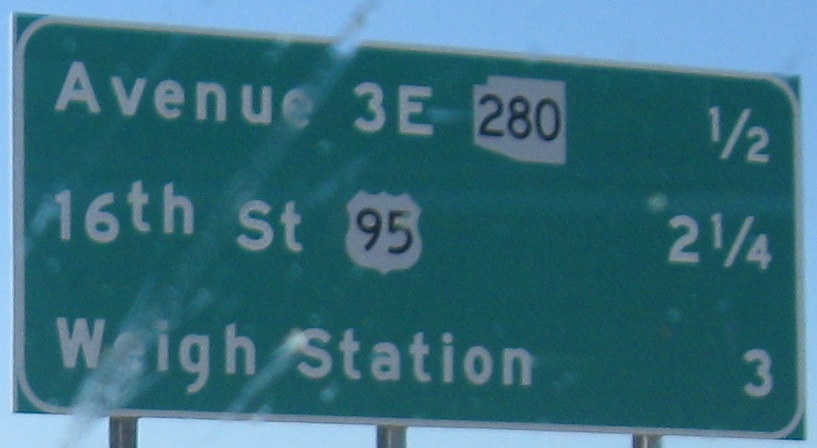 Avenue 3E 280 1/2
16th St 95 2 1/4
Weigh Station 3